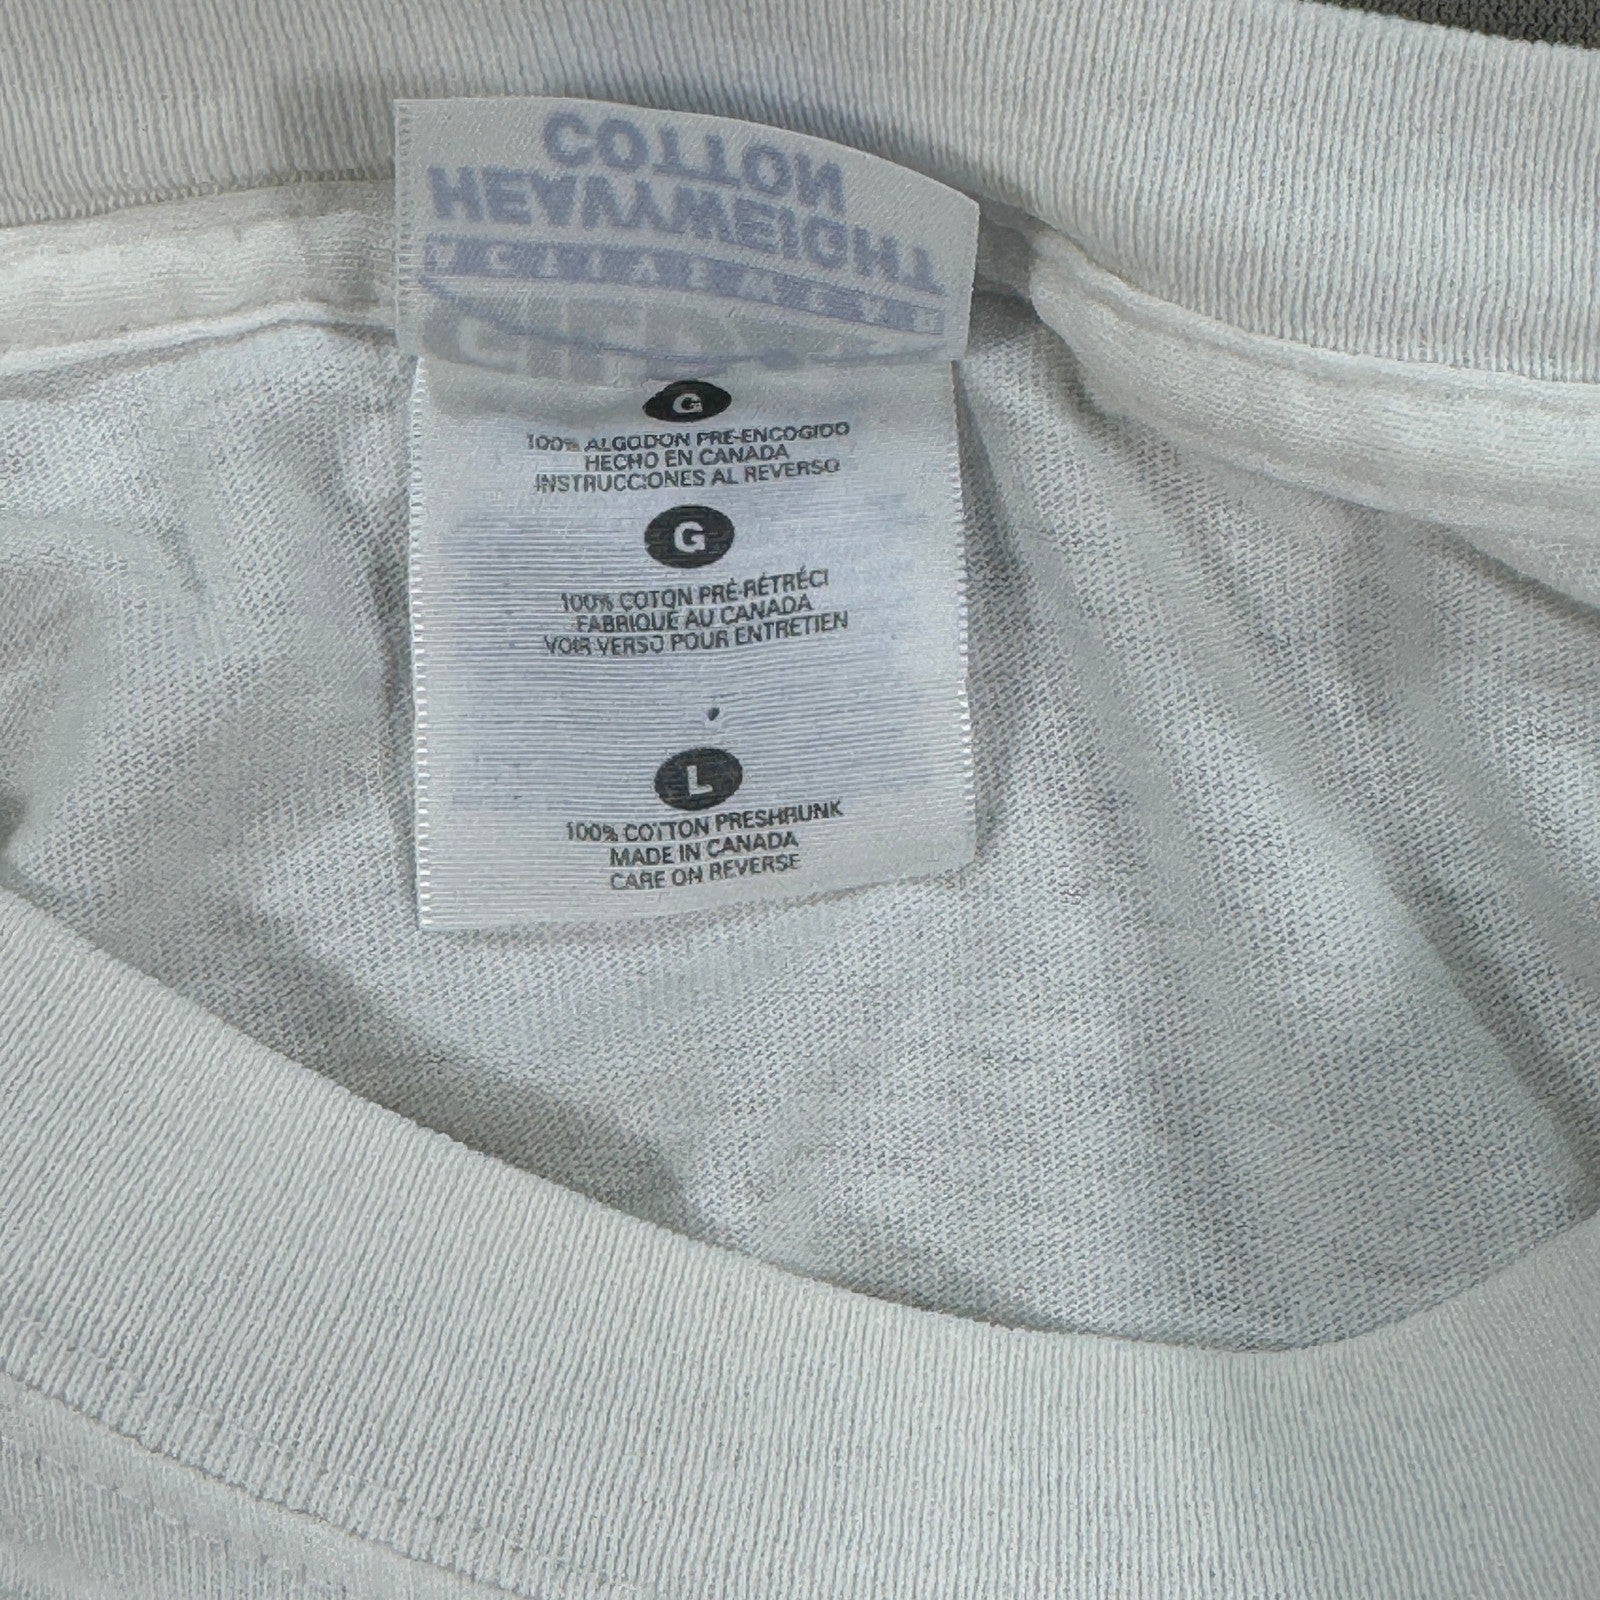 COTTON
HEAVYWEIGHT
G
100% ALGODON PRE-ENCOGIDO
HECHO EN CANADA
INSTRUCCIONES AL REVERSO
G
100% COTON PRÉ-RÉTRÉCI
FABRIQUÉ AU CANADA
VOIR VERSO POUR ENTRETIEN
L
100% COTTON PRESHRUNK
MADE IN CANADA
CARE ON REVERSE